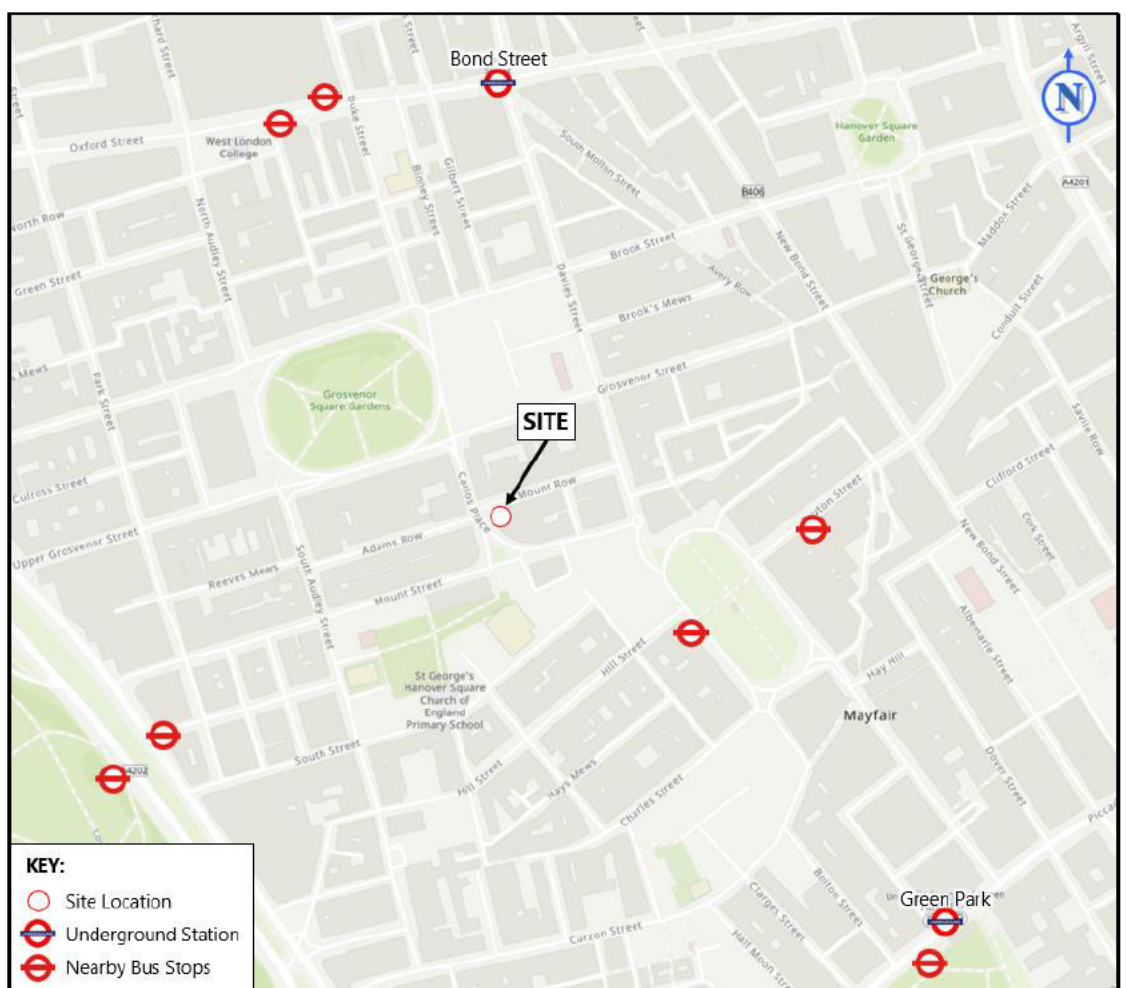 Bond Street
Argyll Street
N
Street
Duke Street
Hanover Square
Garden
Oxford Street
West London
College
Binney Street
Gilbert Street
South Molton Street
B406
A4201
North Row
North Audley Street
Maddox Street
St George Street
New Bond Street
Brook Street
Green Street
Davies Street
Avery Row
George's
Church
Conduit Street
Brook's Mews
Mews
Park Street
Grosvenor
Square Gardens
Grosvenor Street
SITE
Savile Row
Culross Street
Carlos Place
Mount Row
Clifford Street
Upper Grosvenor Street
Adams Row
Cork Street
New Bond Street
Reeves Mews
South Audley Street
Mount Street
Albemarle Street
Hill Street
Hay Hill
St George's
Hanover Square
Church of
England
Primary School
Mayfair
South Street
A4202
Hill Street
Hays Mews
Charles Street
Dover Street
KEY:
Site Location
UNDERGROUND
Underground Station
Nearby Bus Stops
Curzon Street
Clarges Street
Half Moon Street
Bolton Street
Green Park